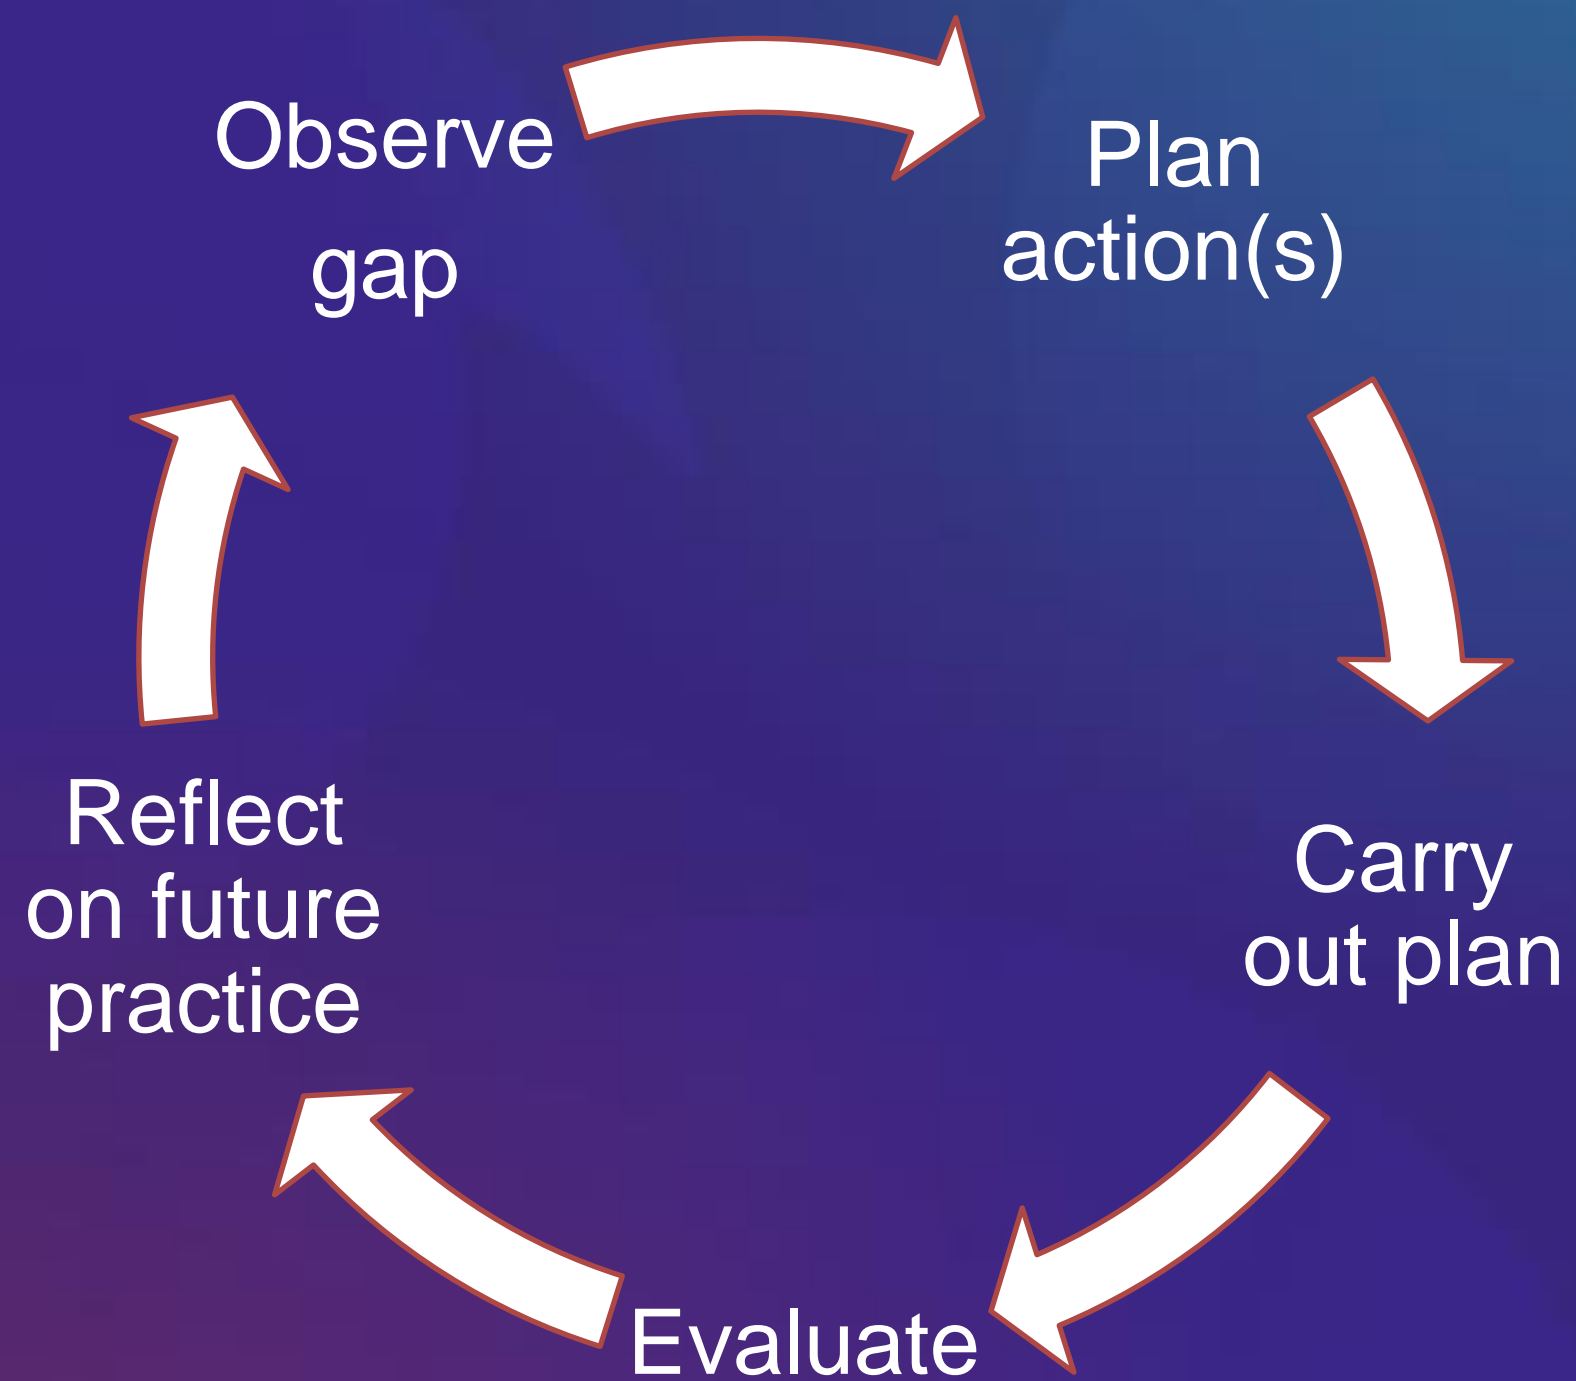 Observe
gap
Plan
action(s)
Carry
out plan
Evaluate
Reflect
on future
practice